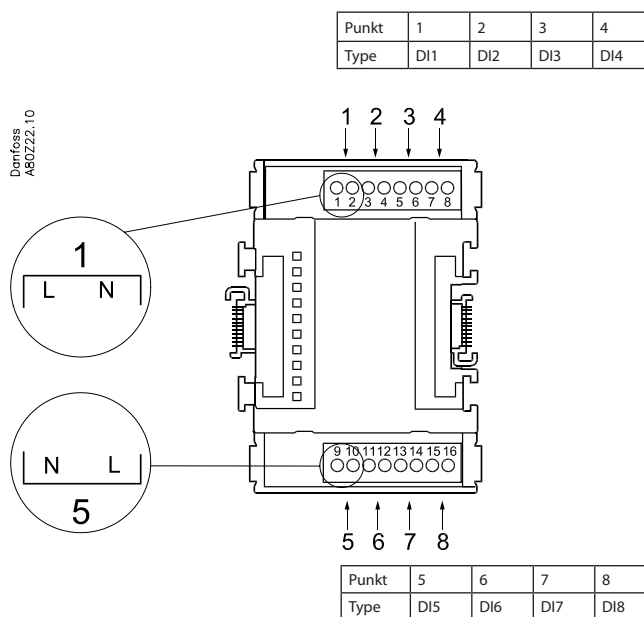 Punkt 1 2 3 4
Type DI1 DI2 DI3 DI4
Danfoss
A80Z22.10
1 2 3 4
1 2 3 4 5 6 7 8
1
L N
9 10 11 12 13 14 15 16
N L
5
5 6 7 8
Punkt 5 6 7 8
Type DI5 DI6 DI7 DI8